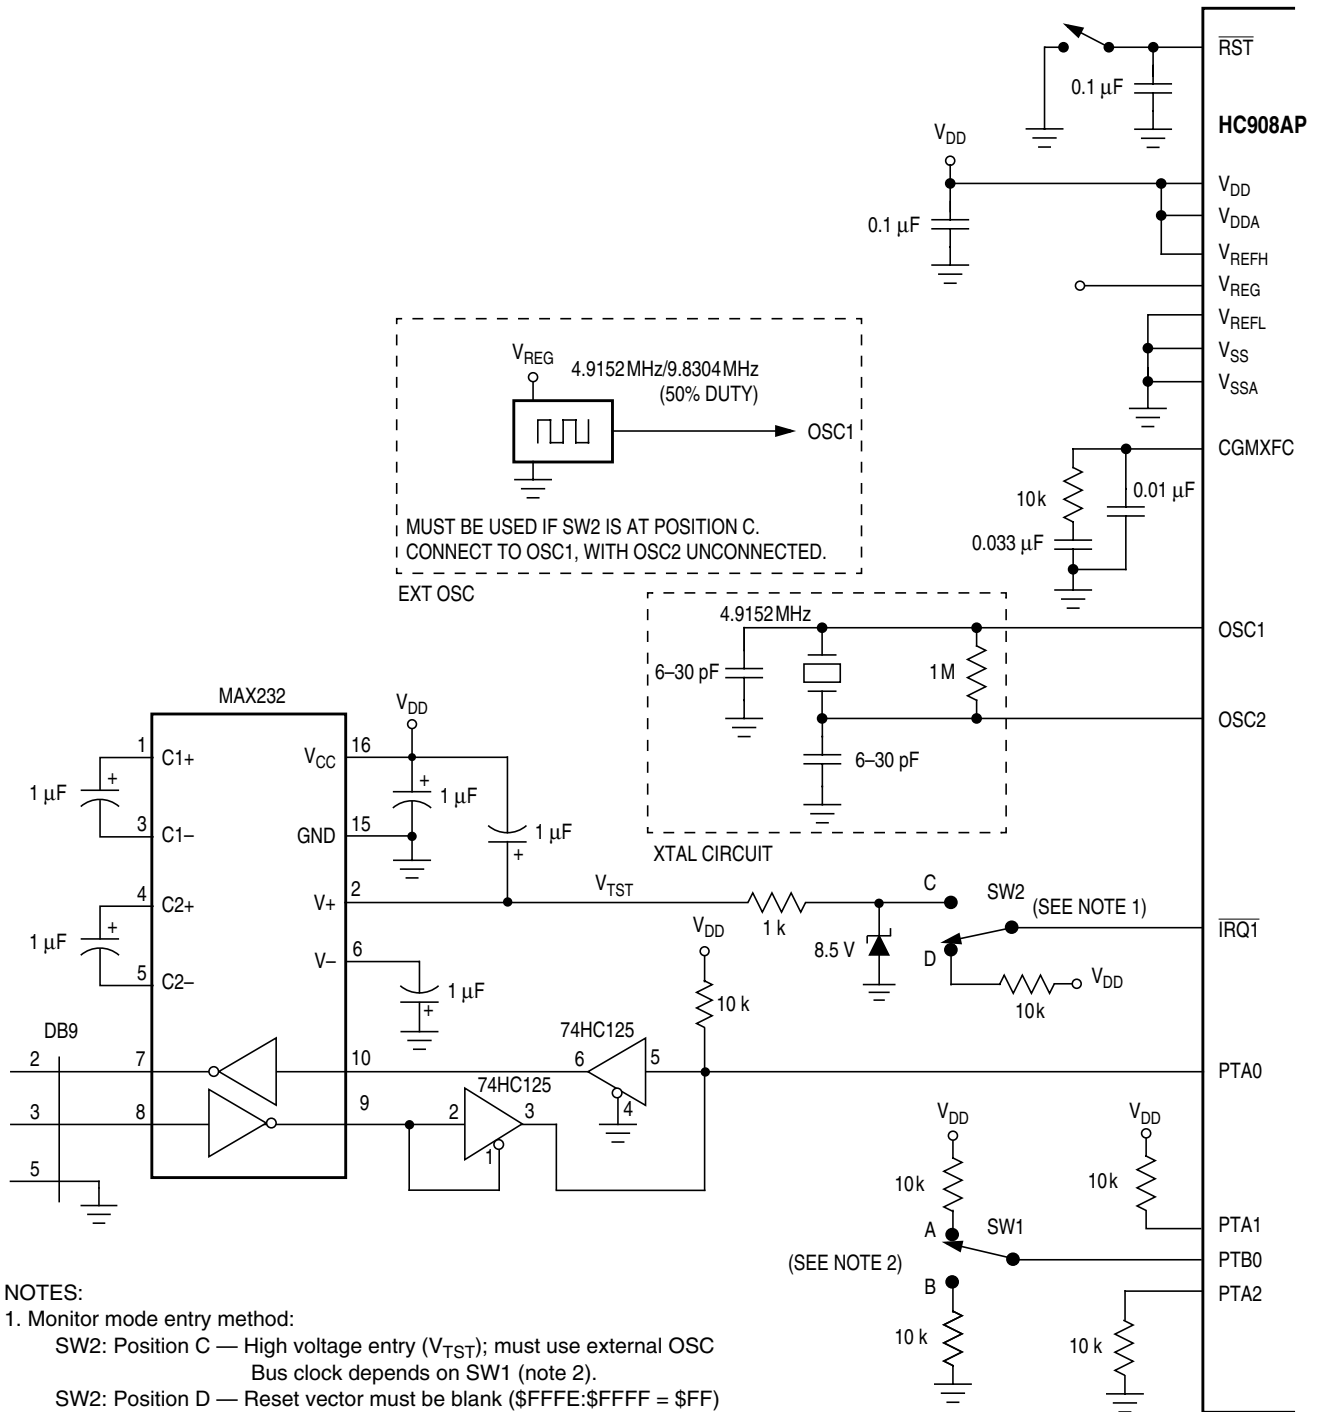 RST
0.1 μF
HC908AP
VDD
VDD
0.1 μF
VDDA
VREFH
VREG
VREFL
VSS
VSSA
VREG
4.9152MHz/9.8304MHz
(50% DUTY)
OSC1
MUST BE USED IF SW2 IS AT POSITION C.
CONNECT TO OSC1, WITH OSC2 UNCONNECTED.
EXT OSC
CGMXFC
10k
0.01 μF
0.033 μF
4.9152MHz
OSC1
6–30 pF
1M
OSC2
6–30 pF
XTAL CIRCUIT
MAX232
VDD
1
C1+
VCC
16
1 μF
+
+
1 μF
3
C1–
GND
15
1 μF
+
4
C2+
V+
2
VTST
1 k
C
SW2
(SEE NOTE 1)
IRQ1
1 μF
+
VDD
8.5 V
D
V–
6
5
C2–
1 μF
+
10 k
10k
VDD
DB9
74HC125
2
7
10
6
5
4
PTA0
74HC125
3
8
9
2
3
1
5
VDD
VDD
10k
10k
A
SW1
PTA1
(SEE NOTE 2)
PTB0
B
PTA2
10 k
10 k
NOTES:
1. Monitor mode entry method:
SW2: Position C — High voltage entry (VTST); must use external OSC
Bus clock depends on SW1 (note 2).
SW2: Position D — Reset vector must be blank ($FFFE:$FFFF = $FF)